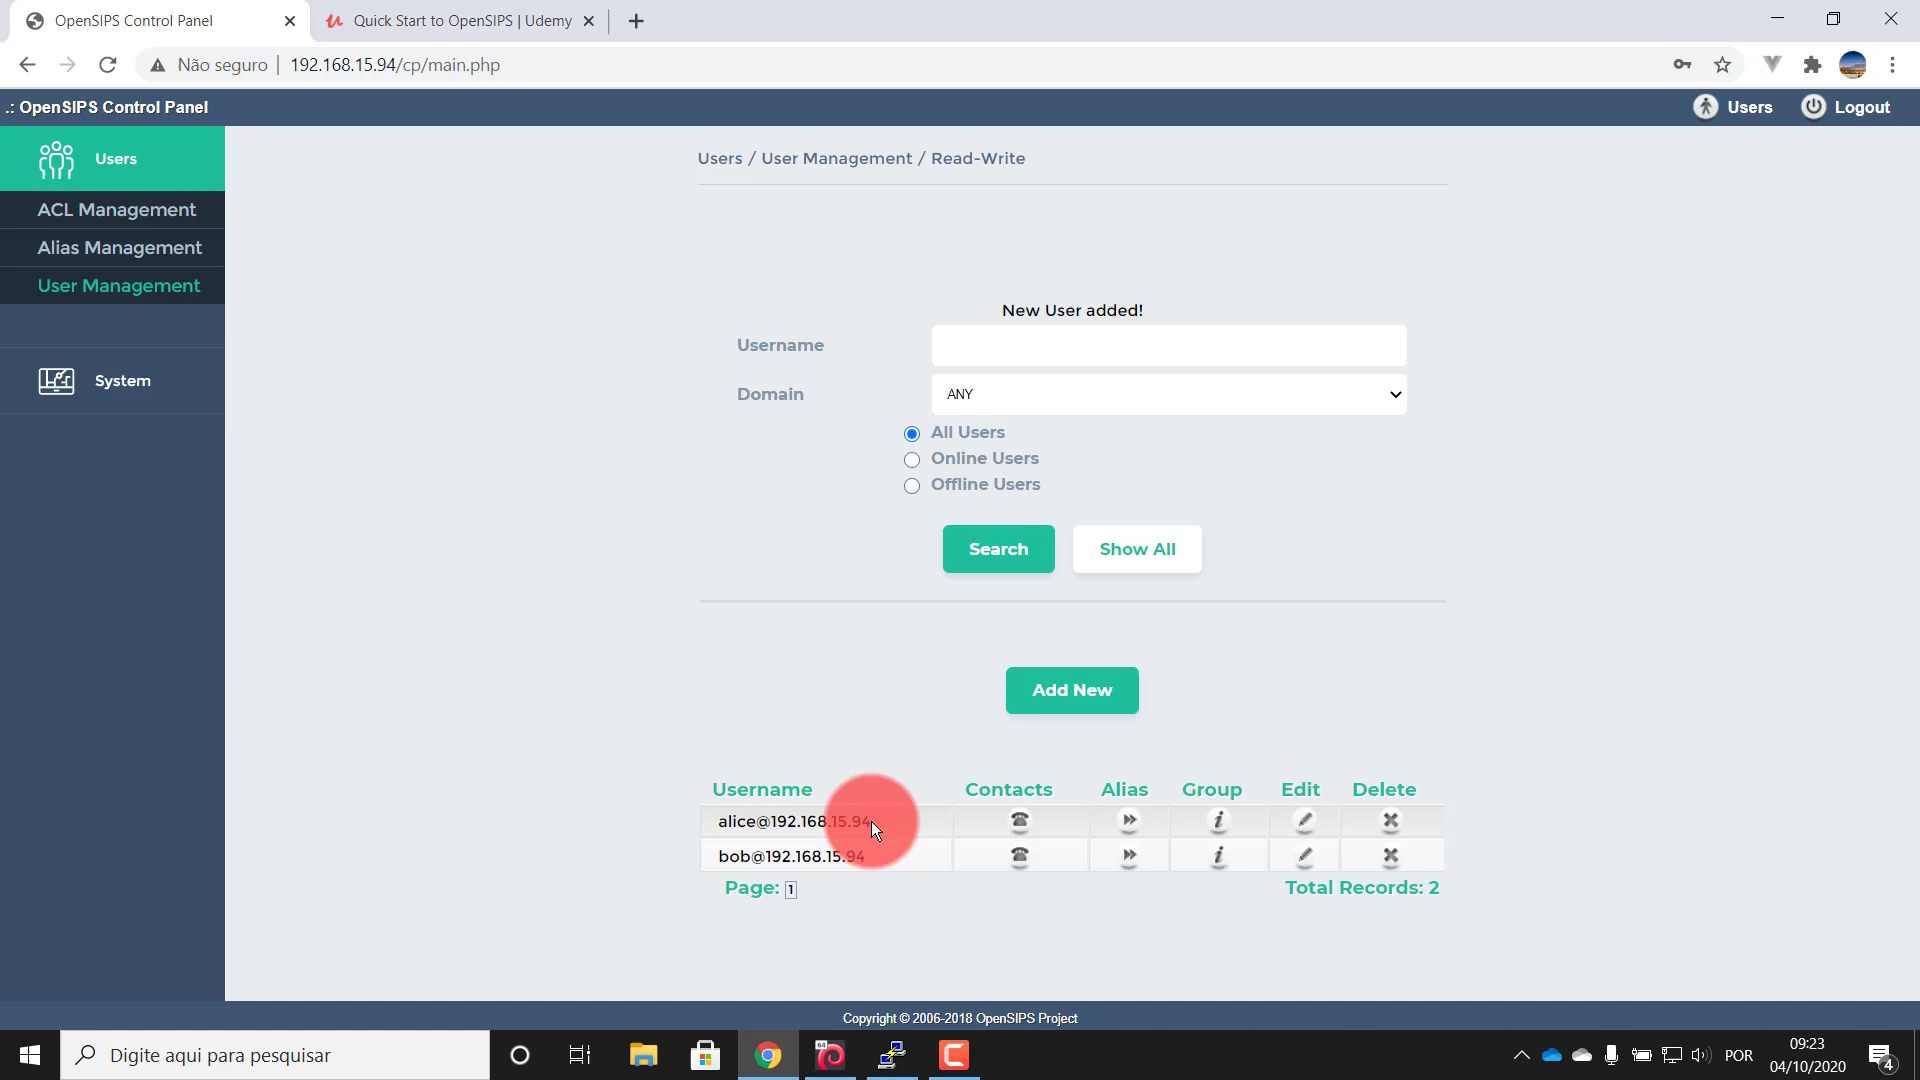 OpenSIPS Control Panel
Quick Start to OpenSIPS | Udemy
Não seguro | 192.168.15.94/cp/main.php
.: OpenSIPS Control Panel
Users
Logout
Users
ACL Management
Alias Management
User Management
System
Users / User Management / Read-Write
New User added!
Username
Domain
ANY
All Users
Online Users
Offline Users
Search
Show All
Add New
Username Contacts Alias Group Edit Delete
alice@192.168.15.94
bob@192.168.15.94
Page: 1
Total Records: 2
Copyright © 2006-2018 OpenSIPS Project
Digite aqui para pesquisar
64
POR
09:23
04/10/2020
4